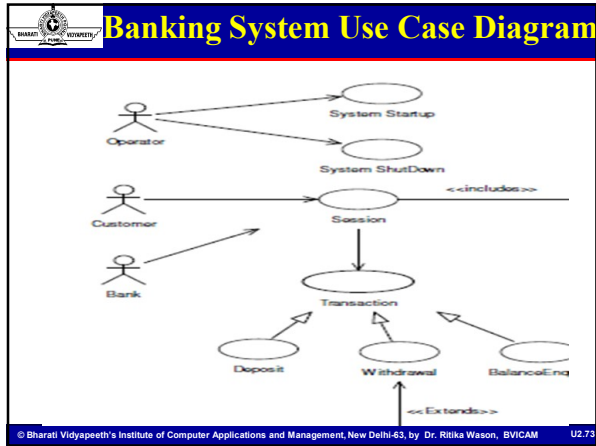 BHARATI VIDYAPEETH
PUNE
Banking System Use Case Diagram
System Startup
Operator
System ShutDown
<<includes>>
Customer
Session
Bank
Transaction
Deposit
Withdrawal
BalanceEnq
<<Extends>>
© Bharati Vidyapeeth's Institute of Computer Applications and Management, New Delhi-63, by Dr. Ritika Wason, BVICAM U2.73